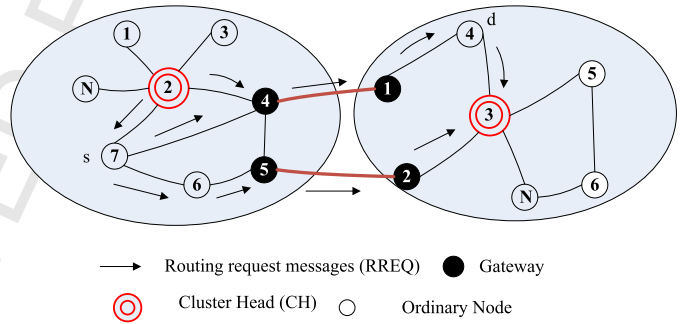 1
3
N
2
4
s
7
6
5
4
d
1
5
3
2
N
6
Routing request messages (RREQ)
Gateway
Cluster Head (CH)
Ordinary Node